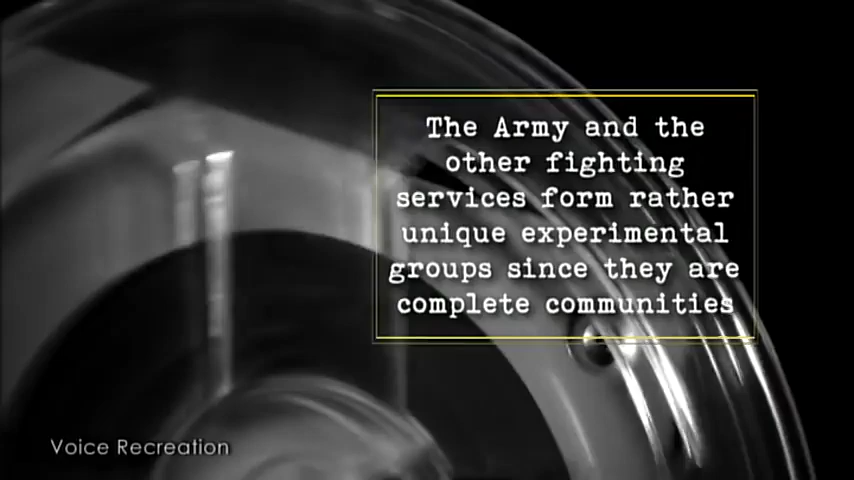 The Army and the
other fighting
services form rather
unique experimental
groups since they are
complete communities
Voice Recreation